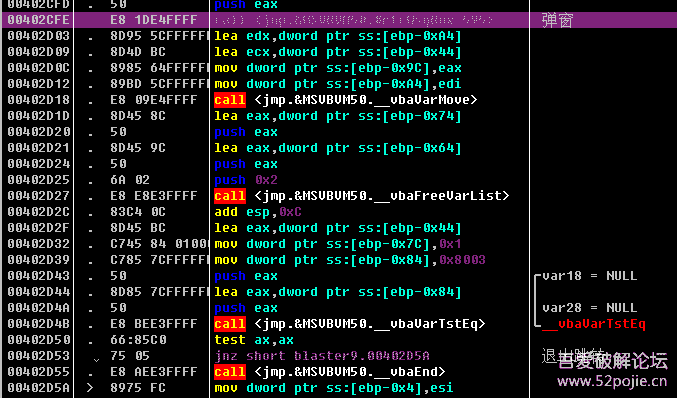 00402CFD . 50 push eax
00402CFE . E8 1DE4FFFF call <jmp.&MSVBVM50. 弹窗
00402D03 . 8D95 5CFFFFFF lea edx,dword ptr ss:[ebp-0xA4]
00402D09 . 8D4D BC lea ecx,dword ptr ss:[ebp-0x44]
00402D0C . 8985 64FFFFFF mov dword ptr ss:[ebp-0x9C],eax
00402D12 . 89BD 5CFFFFFF mov dword ptr ss:[ebp-0xA4],edi
00402D18 . E8 09E4FFFF call <jmp.&MSVBVM50.__vbaVarMove>
00402D1D . 8D45 8C lea eax,dword ptr ss:[ebp-0x74]
00402D20 . 50 push eax
00402D21 . 8D45 9C lea eax,dword ptr ss:[ebp-0x64]
00402D24 . 50 push eax
00402D25 . 6A 02 push 0x2
00402D27 . E8 E8E3FFFF call <jmp.&MSVBVM50.__vbaFreeVarList>
00402D2C . 83C4 0C add esp,0xC
00402D2F . 8D45 BC lea eax,dword ptr ss:[ebp-0x44]
00402D32 . C745 84 0100 mov dword ptr ss:[ebp-0x7C],0x1
00402D39 . C785 7CFFFFFF mov dword ptr ss:[ebp-0x84],0x8003
00402D43 . 50 push eax var18 = NULL
00402D44 . 8D85 7CFFFFFF lea eax,dword ptr ss:[ebp-0x84]
00402D4A . 50 push eax var28 = NULL
00402D4B . E8 BEE3FFFF call <jmp.&MSVBVM50.__vbaVarTstEq> __vbaVarTstEq
00402D50 . 66:85C0 test ax,ax
00402D53 . 75 05 jnz short blaster9.00402D5A 退出跳转
00402D55 . E8 AEE3FFFF call <jmp.&MSVBVM50.__vbaEnd>
00402D5A > 8975 FC mov dword ptr ss:[ebp-0x4],esi
吾爱破解论坛
www.52pojie.cn